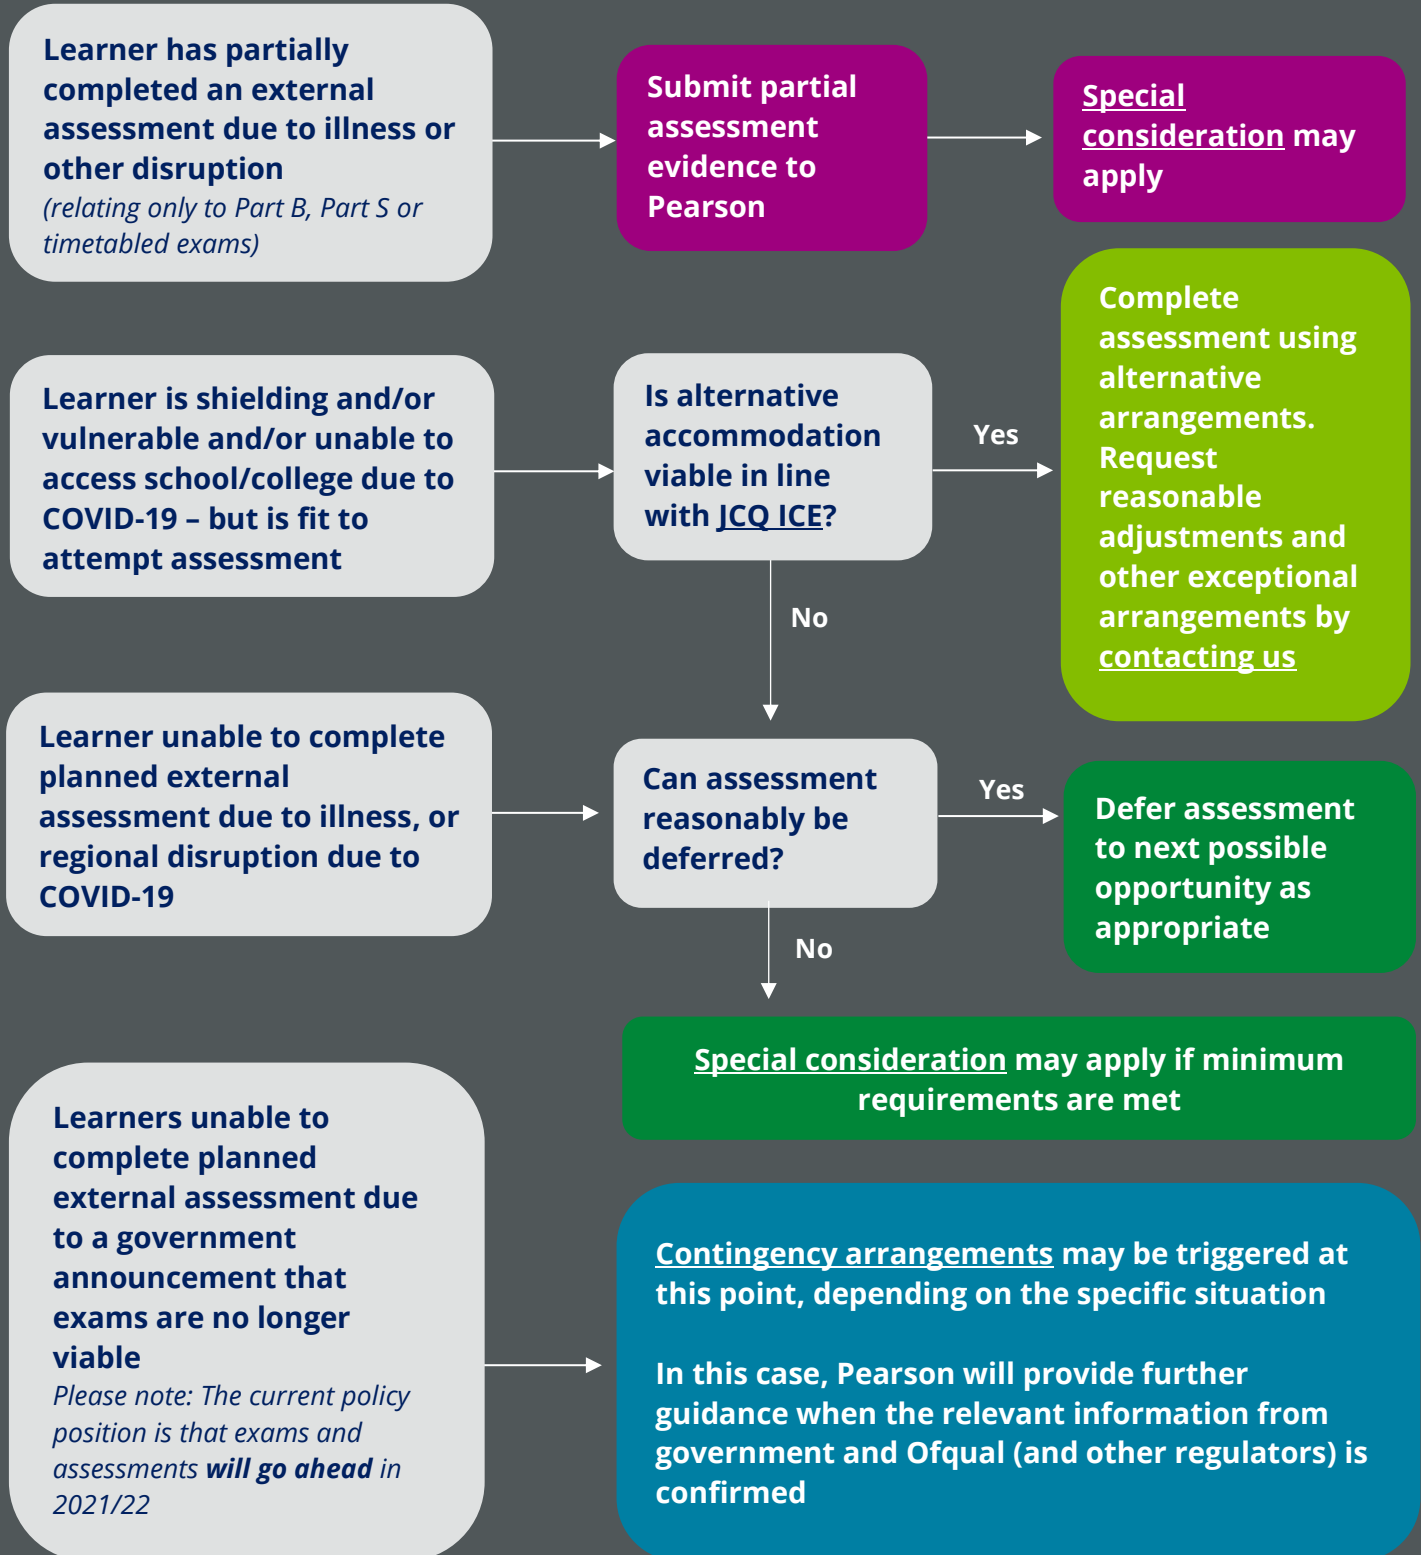 Learner has partially
completed an external
assessment due to illness or
other disruption
(relating only to Part B, Part S or
timetabled exams)
Submit partial
assessment
evidence to
Pearson
Special
consideration may
apply
Learner is shielding and/or
vulnerable and/or unable to
access school/college due to
COVID-19 – but is fit to
attempt assessment
Is alternative
accommodation
viable in line
with JCQ ICE?
Yes
No
Complete
assessment using
alternative
arrangements.
Request
reasonable
adjustments and
other exceptional
arrangements by
contacting us
Learner unable to complete
planned external
assessment due to illness, or
regional disruption due to
COVID-19
Can assessment
reasonably be
deferred?
Yes
No
Defer assessment
to next possible
opportunity as
appropriate
Special consideration may apply if minimum
requirements are met
Learners unable to
complete planned
external assessment due
to a government
announcement that
exams are no longer
viable
Please note: The current policy
position is that exams and
assessments will go ahead in
2021/22
Contingency arrangements may be triggered at
this point, depending on the specific situation
In this case, Pearson will provide further
guidance when the relevant information from
government and Ofqual (and other regulators) is
confirmed